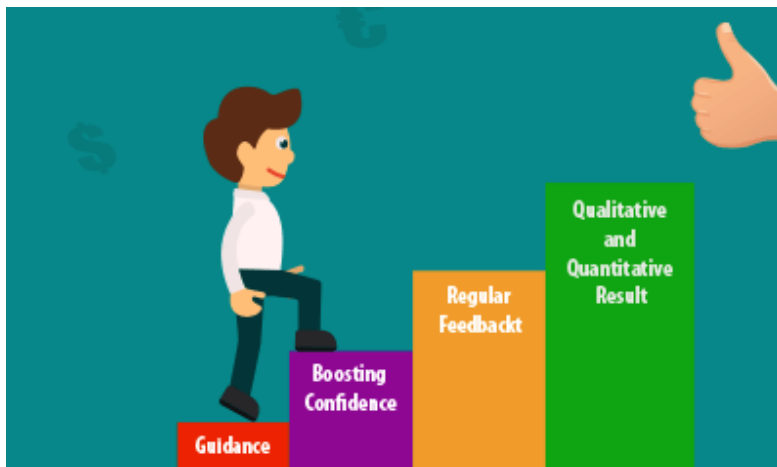 Guidance
Boosting
Confidence
Regular
Feedbackt
Qualitative
and
Quantitative
Result
$
€